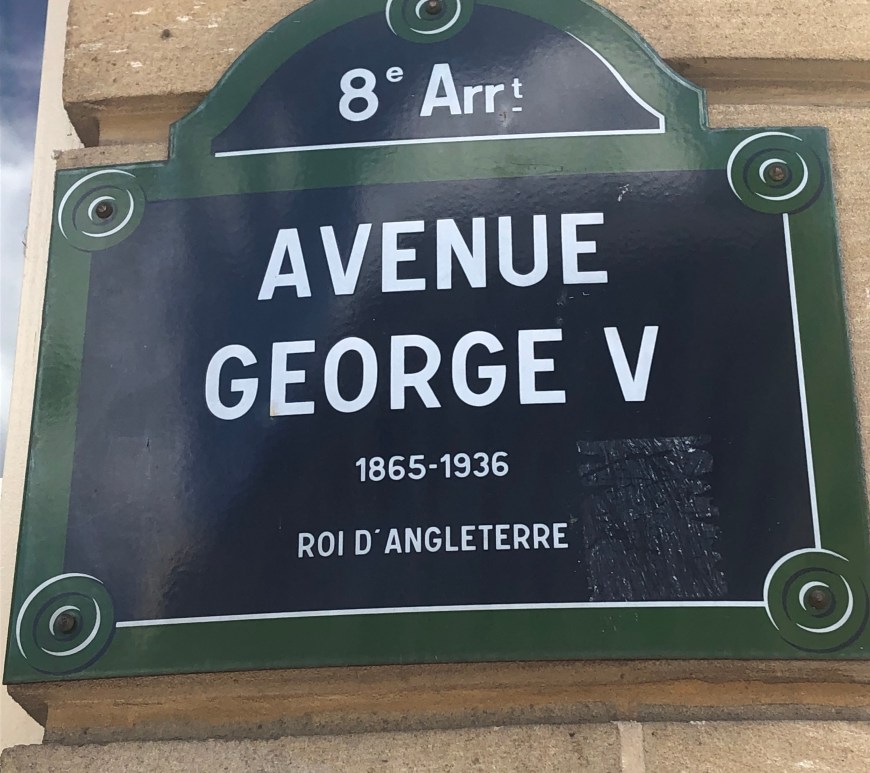 8e Arrt
AVENUE
GEORGE V
1865-1936
ROI D'ANGLETERRE